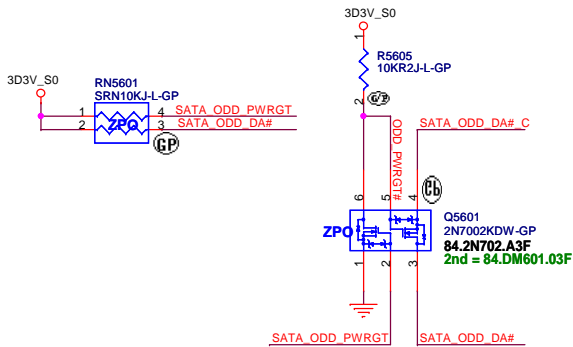 3D3V_S0
R5605
10KR2J-L-GP
1
2
G/P
3D3V_S0
RN5601
SRN10KJ-L-GP
1
2
4
3
ZPO
SATA_ODD_PWRGT
SATA_ODD_DA#
GP
ODD_PWRGT#
SATA_ODD_DA#_C
6
5
4
Q5601
2N7002KDW-GP
84.2N702.A3F
2nd = 84.DM601.03F
ZPO
1
2
3
SATA_ODD_PWRGT
SATA_ODD_DA#